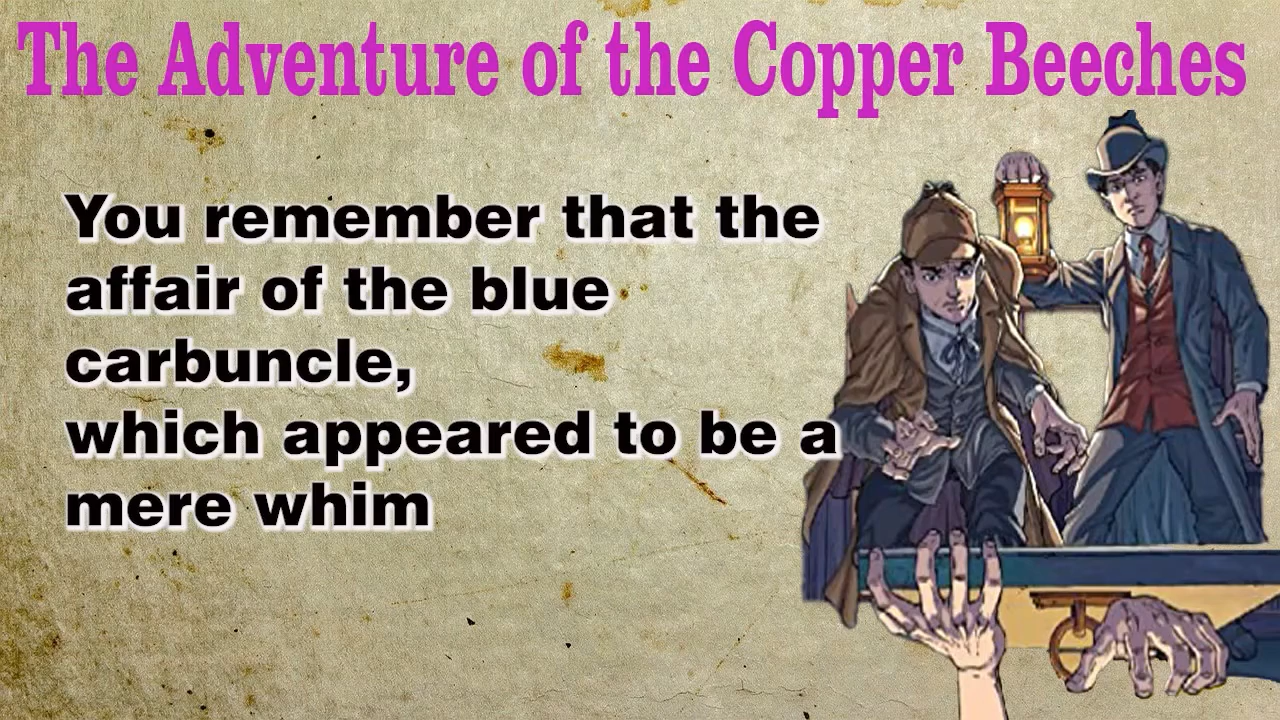 The Adventure of the Copper Beeches
You remember that the
affair of the blue
carbuncle,
which appeared to be a
mere whim